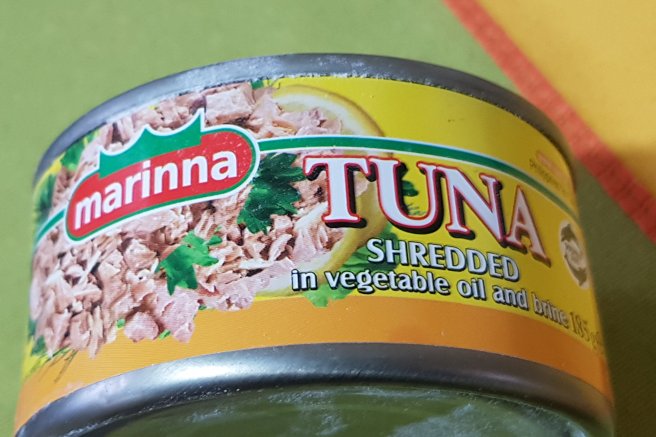 marinna
TUNA
SHREDDED
in vegetable oil and brine